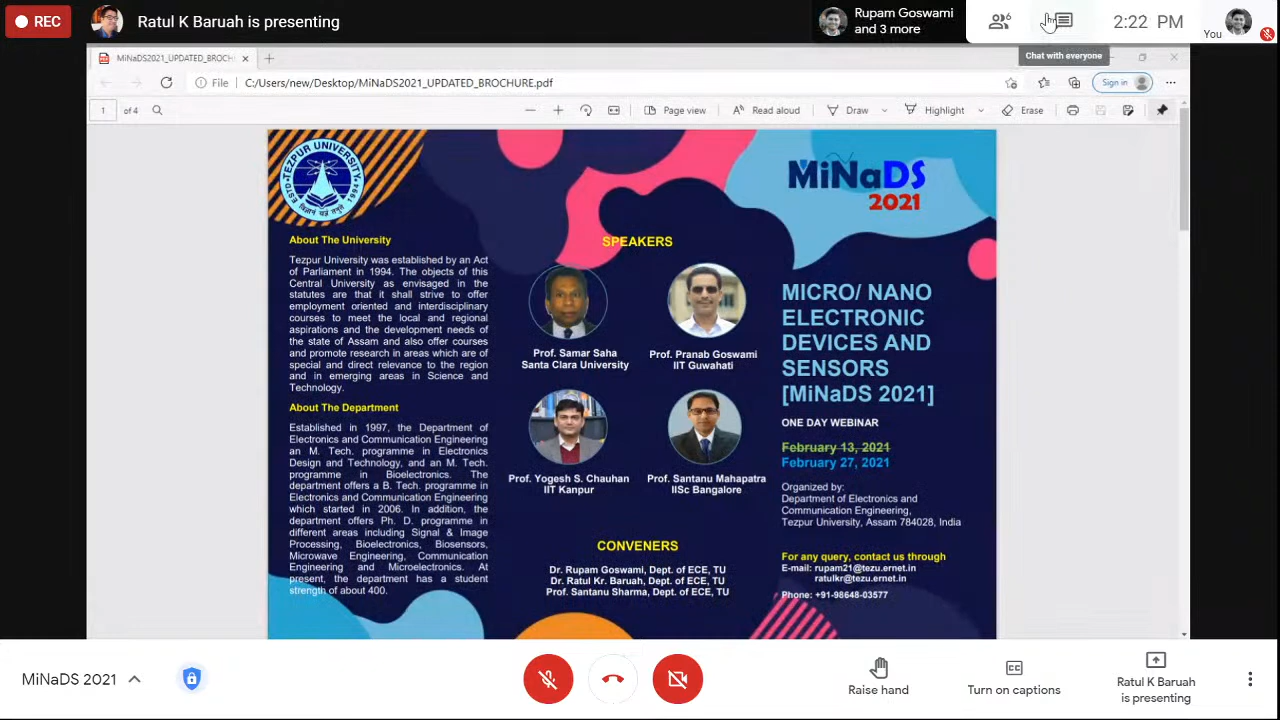 REC
Ratul K Baruah is presenting
Rupam Goswami
and 3 more
6
2:22 PM
You
Chat with everyone
MiNaDS2021_UPDATED_BROCH
File
C:/Users/new/Desktop/MiNaDS2021_UPDATED_BROCHURE.pdf
Sign in
1
of 4
Page view
Read aloud
Draw
Highlight
Erase
TEZPUR UNIVERSITY
ESTD
1994
MiNaDS
2021
About The University
Tezpur University was established by an Act
of Parliament in 1994. The objects of this
Central University as envisaged in the
statutes are that it shall strive to offer
employment oriented and interdisciplinary
courses to meet the local and regional
aspirations and the development needs of
the state of Assam and also offer courses
and promote research in areas which are of
special and direct relevance to the region
and in emerging areas in Science and
Technology.
About The Department
Established in 1997, the Department of
Electronics and Communication Engineering
an M. Tech. programme in Electronics
Design and Technology, and an M. Tech.
programme in Bioelectronics. The
department offers a B. Tech. programme in
Electronics and Communication Engineering
which started in 2006. In addition, the
department offers Ph. D. programme in
different areas including Signal & Image
Processing, Bioelectronics, Biosensors,
Microwave Engineering, Communication
Engineering and Microelectronics. At
present, the department has a student
strength of about 400.
SPEAKERS
Prof. Samar Saha
Santa Clara University
Prof. Pranab Goswami
IIT Guwahati
Prof. Yogesh S. Chauhan
IIT Kanpur
Prof. Santanu Mahapatra
IISc Bangalore
CONVENERS
Dr. Rupam Goswami, Dept. of ECE, TU
Dr. Ratul Kr. Baruah, Dept. of ECE, TU
Prof. Santanu Sharma, Dept. of ECE, TU
MICRO/ NANO
ELECTRONIC
DEVICES AND
SENSORS
[MiNaDS 2021]
ONE DAY WEBINAR
February 13, 2021
February 27, 2021
Organized by:
Department of Electronics and
Communication Engineering,
Tezpur University, Assam 784028, India
For any query, contact us through
E-mail: rupam21@tezu.ernet.in
ratulkr@tezu.ernet.in
Phone: +91-98648-03577
MiNaDS 2021
Raise hand
Turn on captions
Ratul K Baruah
is presenting